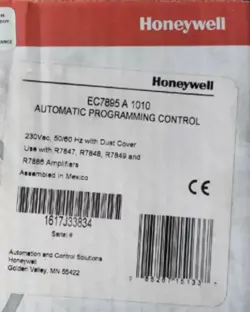 Honeywell
Honeywell
EC7895 A 1010
AUTOMATIC PROGRAMMING CONTROL
230Vac, 50/60 Hz with Dust Cover
Use with R7847, R7848, R7849 and
R7886 Amplifiers
Assembled in Mexico
CE
1617J33834
Serial #
Automation and Control Solutions
Honeywell
Golden Valley, MN 55422